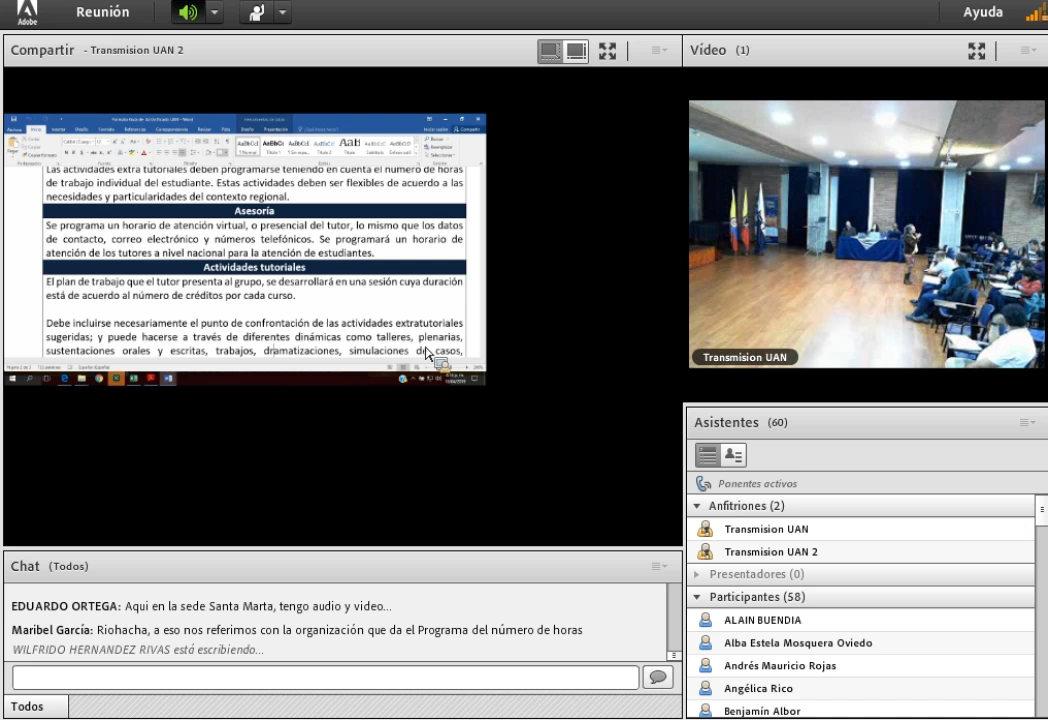 Adobe
Reunión
Ayuda
Compartir - Transmision UAN 2
Vídeo (1)
Las actividades extra tutoriales deben programarse teniendo en cuenta el número de horas
de trabajo individual del estudiante. Estas actividades deben ser flexibles de acuerdo a las
necesidades y particularidades del contexto regional.
Asesoría
Se programa un horario de atención virtual, o presencial del tutor, lo mismo que los datos
de contacto, correo electrónico y números telefónicos. Se programará un horario de
atención de los tutores a nivel nacional para la atención de estudiantes.
Actividades tutoriales
El plan de trabajo que el tutor presenta al grupo, se desarrollará en una sesión cuya duración
está de acuerdo al número de créditos por cada curso.
Debe incluirse necesariamente el punto de confrontación de las actividades extratutoriales
sugeridas; y puede hacerse a través de diferentes dinámicas como talleres, plenarias,
sustentaciones orales y escritas, trabajos, dramatizaciones, simulaciones de casos,
Transmision UAN
Asistentes (60)
Ponentes activos
Anfitriones (2)
Transmision UAN
Transmision UAN 2
Presentadores (0)
Participantes (58)
ALAIN BUENDIA
Alba Estela Mosquera Oviedo
Andrés Mauricio Rojas
Angélica Rico
Benjamín Albor
Chat (Todos)
EDUARDO ORTEGA: Aqui en la sede Santa Marta, tengo audio y video...
Maribel García: Riohacha, a eso nos referimos con la organización que da el Programa del número de horas
WILFRIDO HERNANDEZ RIVAS está escribiendo...
Todos